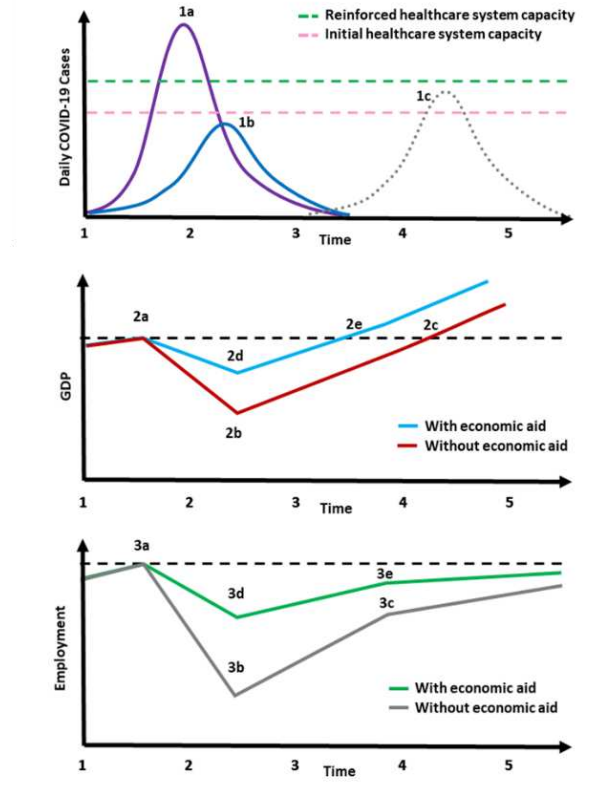 1a
Reinforced healthcare system capacity
Initial healthcare system capacity
1b
1c
Daily COVID-19 Cases
1 2 3 4 5
Time
2a
2e
2c
2d
2b
GDP
With economic aid
Without economic aid
1 2 3 4 5
Time
3a
3e
3d
3c
3b
Employment
With economic aid
Without economic aid
1 2 3 4 5
Time